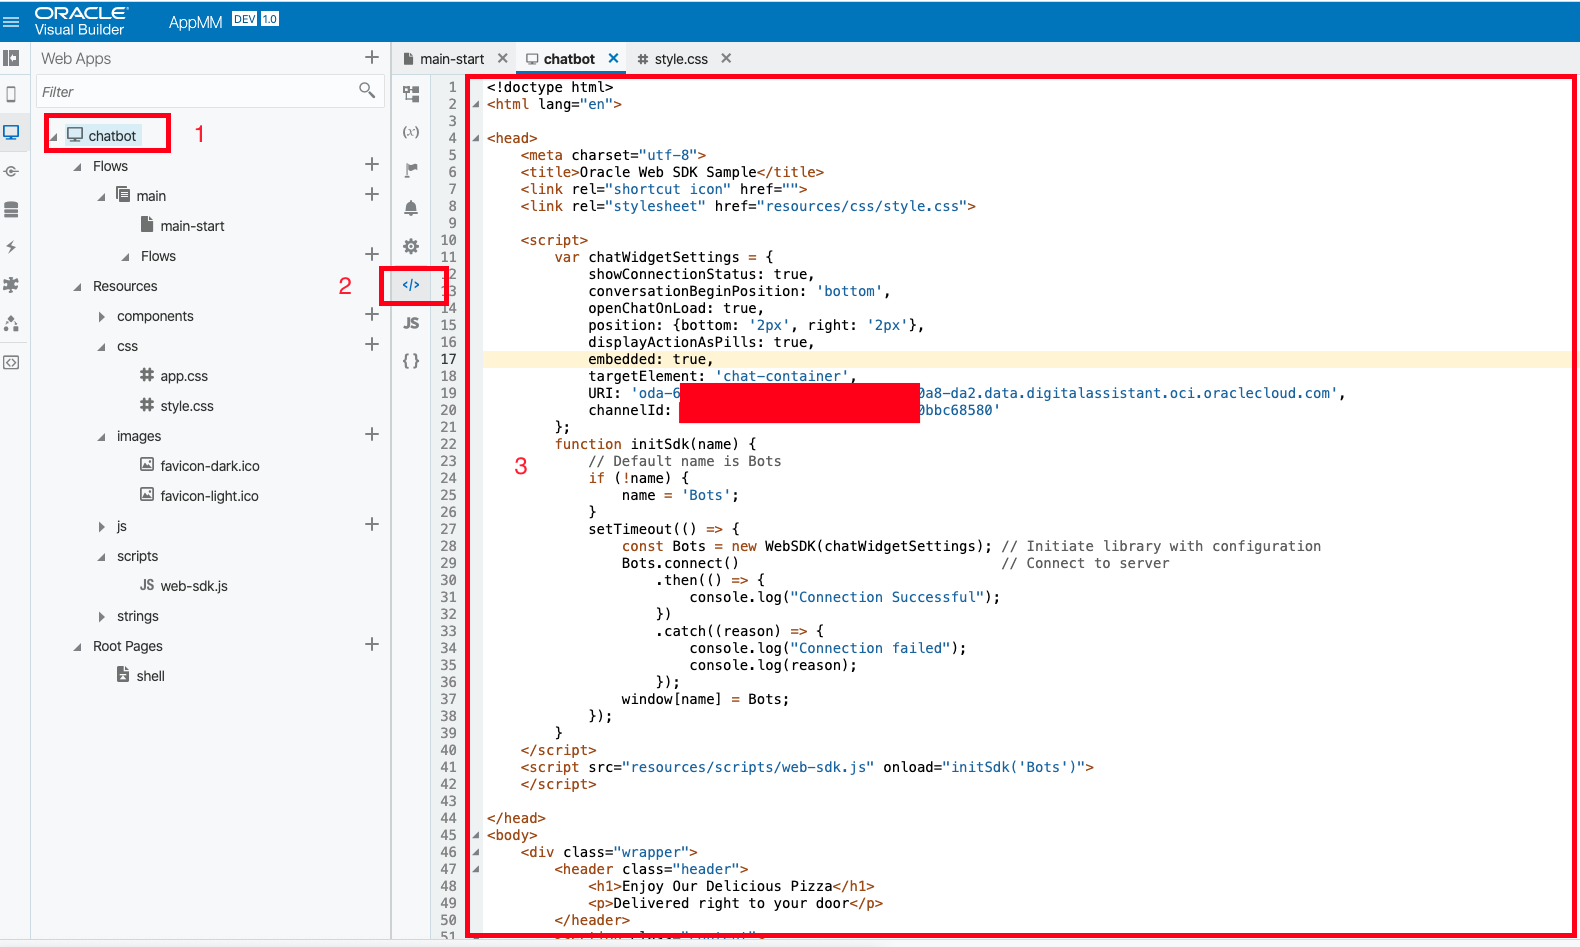 ORACLE
Visual Builder
AppMM DEV 1.0
Web Apps
Filter
chatbot
1
Flows
main
main-start
Flows
Resources
components
css
app.css
style.css
images
favicon-dark.ico
favicon-light.ico
js
scripts
JS web-sdk.js
strings
Root Pages
shell
2
(x)
</>
JS
{ }
main-start
chatbot
style.css
3
1 <!doctype html>
2 <html lang="en">
3
4 <head>
5 <meta charset="utf-8">
6 <title>Oracle Web SDK Sample</title>
7 <link rel="shortcut icon" href="">
8 <link rel="stylesheet" href="resources/css/style.css">
9
10 <script>
11 var chatWidgetSettings = {
12 showConnectionStatus: true,
13 conversationBeginPosition: 'bottom',
14 openChatOnLoad: true,
15 position: {bottom: '2px', right: '2px'},
16 displayActionAsPills: true,
17 embedded: true,
18 targetElement: 'chat-container',
19 URI: 'oda-6 0a8-da2.data.digitalassistant.oci.oraclecloud.com',
20 channelId: 0bbc68580'
21 };
22 function initSdk(name) {
23 // Default name is Bots
24 if (!name) {
25 name = 'Bots';
26 }
27 setTimeout(() => {
28 const Bots = new WebSDK(chatWidgetSettings); // Initiate library with configuration
29 Bots.connect() // Connect to server
30 .then(() => {
31 console.log("Connection Successful");
32 })
33 .catch((reason) => {
34 console.log("Connection failed");
35 console.log(reason);
36 });
37 window[name] = Bots;
38 });
39 }
40 </script>
41 <script src="resources/scripts/web-sdk.js" onload="initSdk('Bots')">
42 </script>
43
44 </head>
45 <body>
46 <div class="wrapper">
47 <header class="header">
48 <h1>Enjoy Our Delicious Pizza</h1>
49 <p>Delivered right to your door</p>
50 </header>
51